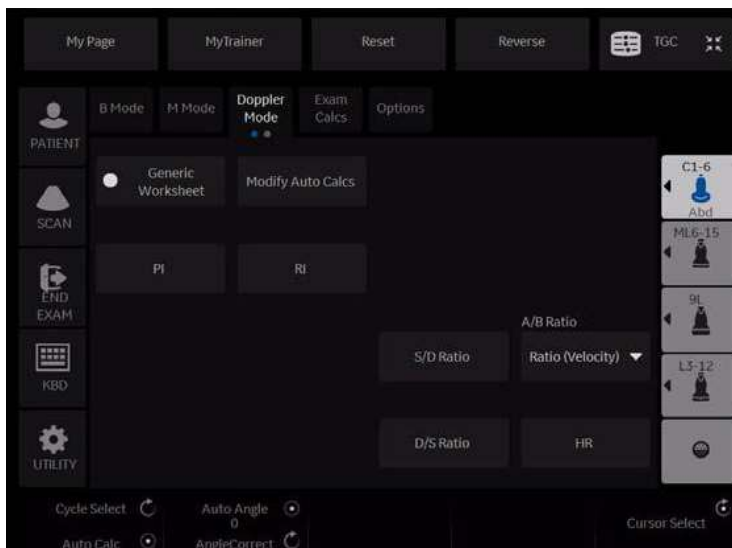 My Page
MyTrainer
Reset
Reverse
TGC
PATIENT
SCAN
END
EXAM
KBD
UTILITY
B Mode
M Mode
Doppler
Mode
Exam
Calcs
Options
Generic
Worksheet
Modify Auto Calcs
PI
RI
A/B Ratio
S/D Ratio
Ratio (Velocity)
D/S Ratio
HR
C1-6
Abd
ML6-15
9L
L3-12
Cycle Select
Auto Angle
0
Cursor Select
Auto Calc
AngleCorrect